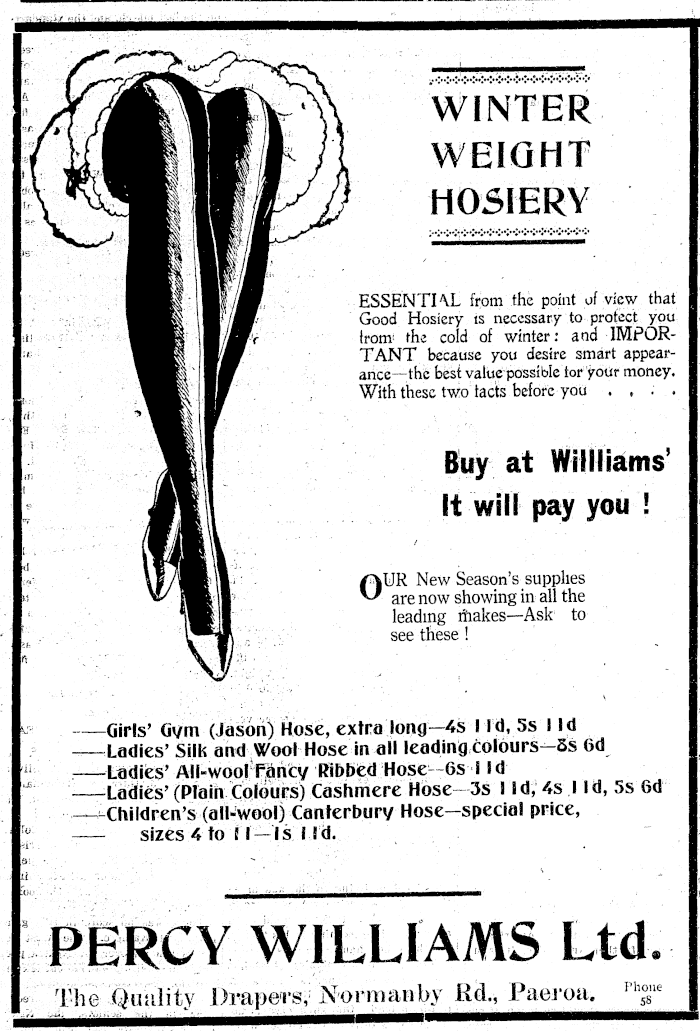 WINTER
WEIGHT
HOSIERY
ESSENTIAL from the point of view that
Good Hosiery is necessary to protect you
from the cold of winter: and IMPOR-
TANT because you desire smart appear-
ance—the best value possible for your money.
With these two facts before you . . . .
Buy at Willliams'
It will pay you !
OUR New Season's supplies
are now showing in all the
leading makes—Ask to
see these !
—Girls' Gym (Jason) Hose, extra long—4s 11d, 5s 11d
—Ladies' Silk and Wool Hose in all leading colours—8s 6d
—Ladies' All-wool Fancy Ribbed Hose—6s 11d
—Ladies' (Plain Colours) Cashmere Hose—3s 11d, 4s 11d, 5s 6d
—Children's (all-wool) Canterbury Hose—special price,
— sizes 4 to 11—1s 11d.
PERCY WILLIAMS Ltd.
The Quality Drapers, Normanby Rd., Paeroa.
Phone
58